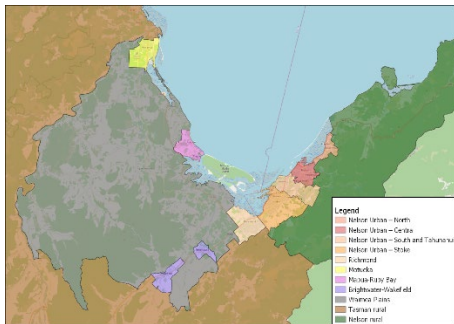 Legend
Nelson Urban – North
Nelson Urban – Central
Nelson Urban – South and Tahunanui
Nelson Urban – Stoke
Richmond
Motueka
Mapua-Ruby Bay
Brightwater-Wakefield
Waimea Plains
Tasman rural
Nelson rural